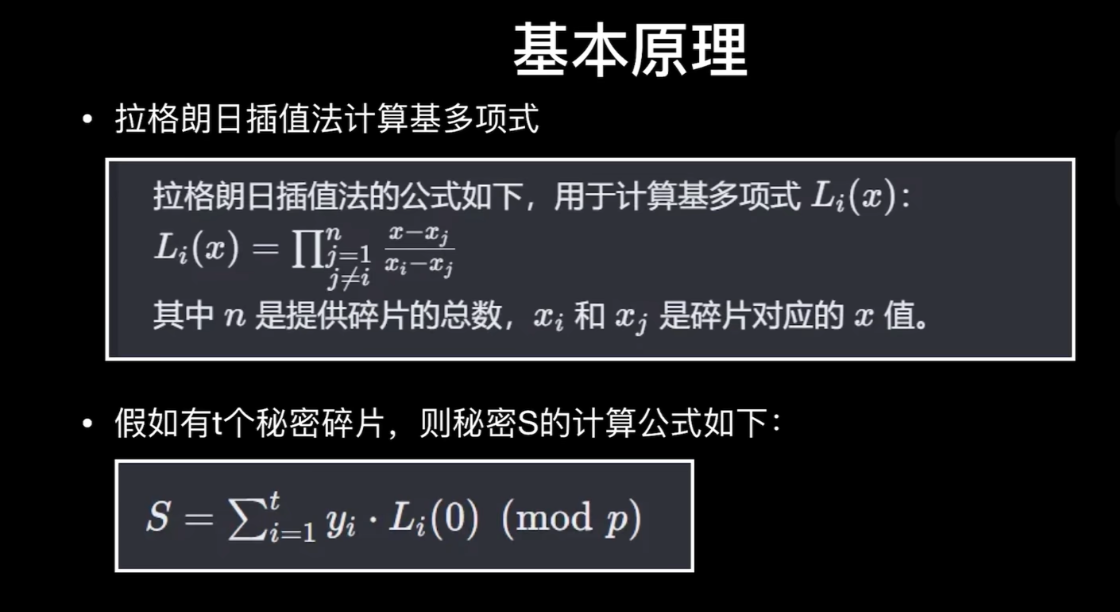 基本原理
• 拉格朗日插值法计算基多项式
拉格朗日插值法的公式如下，用于计算基多项式 $L_i(x)$：
$L_i(x) = \prod_{\substack{j=1 \\ j \neq i}}^{n} \frac{x - x_j}{x_i - x_j}$
其中 $n$ 是提供碎片的总数，$x_i$ 和 $x_j$ 是碎片对应的 $x$ 值。
• 假如有t个秘密碎片，则秘密S的计算公式如下：
$S = \sum_{i=1}^{t} y_i \cdot L_i(0) \pmod{p}$